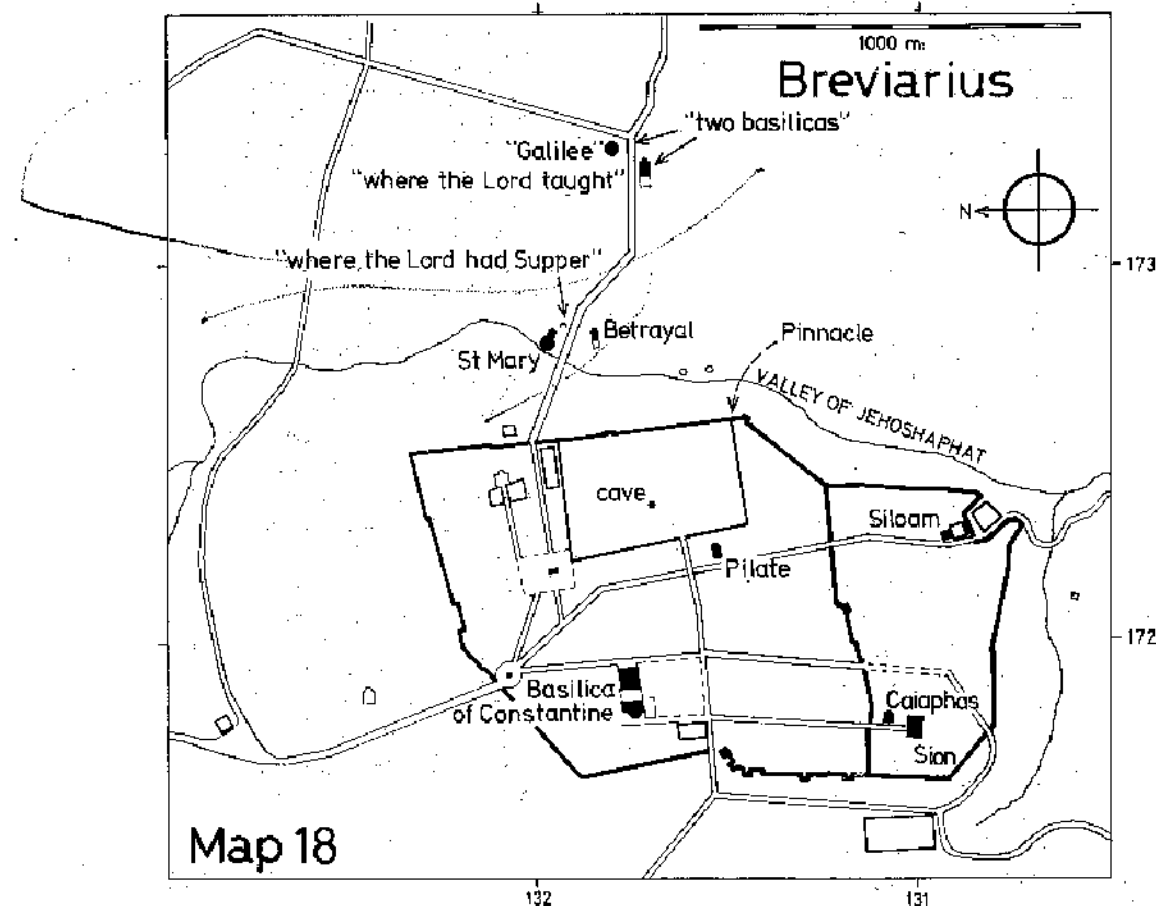 1000 m.
Breviarius
"two basilicas"
"Galilee"
"where the Lord taught"
N
"where the Lord had Supper"
173
Betrayal
Pinnacle
St Mary
VALLEY OF JEHOSHAPHAT
cave
Siloam
Pilate
172
Basilica
of Constantine
Caiaphas
Sion
Map 18
132
131